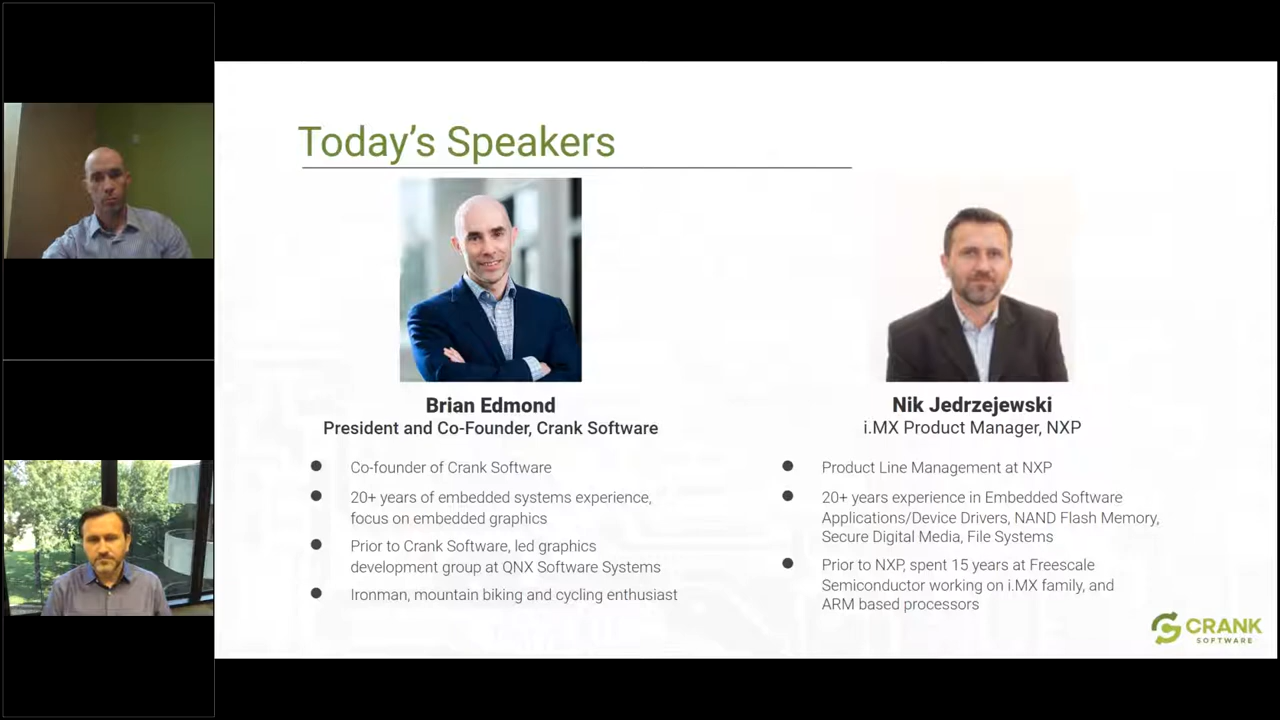 Today’s Speakers
Brian Edmond
President and Co-Founder, Crank Software
Co-founder of Crank Software
20+ years of embedded systems experience,
focus on embedded graphics
Prior to Crank Software, led graphics
development group at QNX Software Systems
Ironman, mountain biking and cycling enthusiast
Nik Jedrzejewski
i.MX Product Manager, NXP
Product Line Management at NXP
20+ years experience in Embedded Software
Applications/Device Drivers, NAND Flash Memory,
Secure Digital Media, File Systems
Prior to NXP, spent 15 years at Freescale
Semiconductor working on i.MX family, and
ARM based processors
CRANK
SOFTWARE